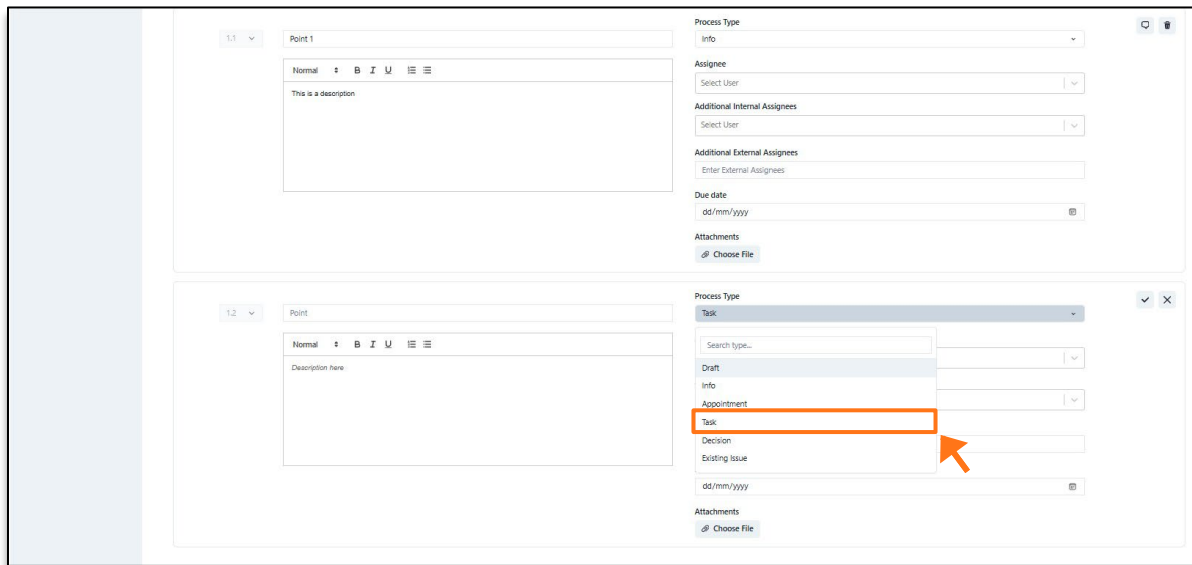 Process Type
1.1
Point 1
Info
Normal B I U
This is a description
Assignee
Select User
Additional Internal Assignees
Select User
Additional External Assignees
Enter External Assignees
Due date
dd/mm/yyyy
Attachments
Choose File
Process Type
1.2
Point
Task
Normal B I U
Description here
Search type...
Draft
Info
Appointment
Task
Decision
Existing Issue
dd/mm/yyyy
Attachments
Choose File